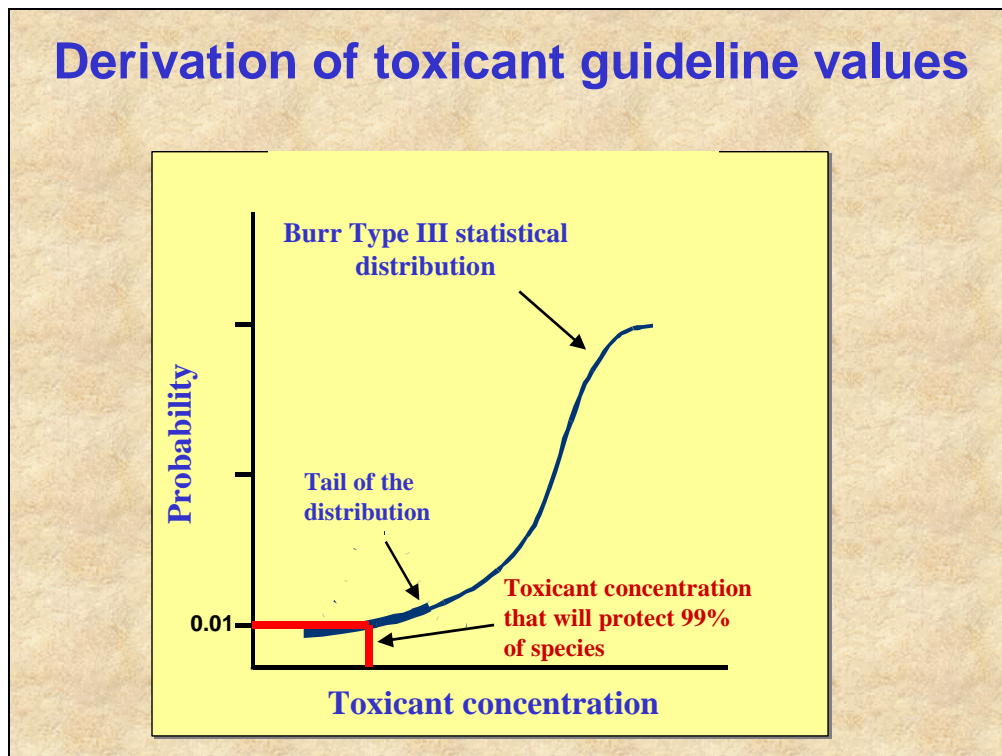 Derivation of toxicant guideline values
Burr Type III statistical
distribution
Probability
Tail of the
distribution
0.01
Toxicant concentration
that will protect 99%
of species
Toxicant concentration